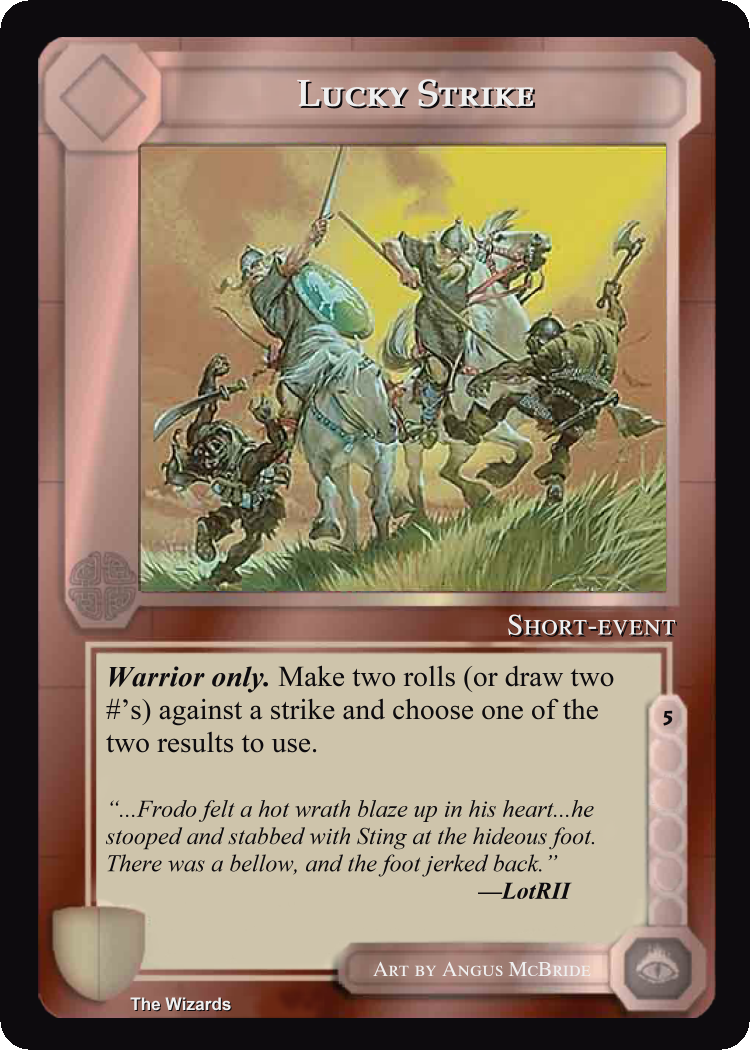 Lucky Strike
Short-event
Warrior only. Make two rolls (or draw two
#'s) against a strike and choose one of the
two results to use.
5
“...Frodo felt a hot wrath blaze up in his heart...he
stooped and stabbed with Sting at the hideous foot.
There was a bellow, and the foot jerked back.”
—LotRII
Art by Angus McBride
The Wizards